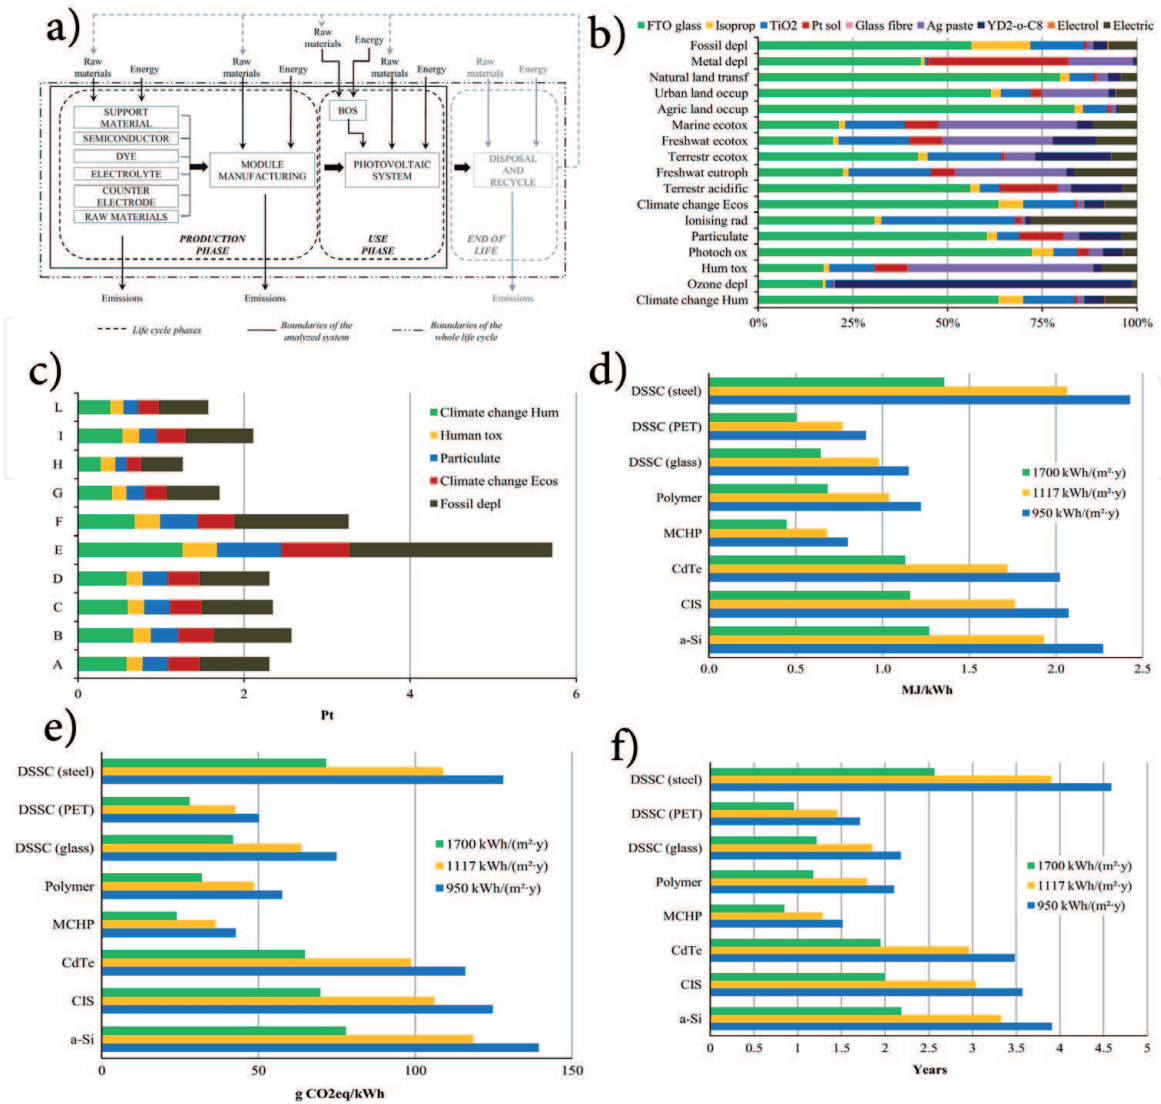 a)
Raw
materials
Energy
Raw
materials
Energy
Raw
materials
Energy
Raw
materials
Energy
Raw
materials
Energy
SUPPORT
MATERIAL
SEMICONDUCTOR
DYE
ELECTROLYTE
COUNTER
ELECTRODE
RAW MATERIALS
MODULE
MANUFACTURING
BOS
PHOTOVOLTAIC
SYSTEM
DISPOSAL
AND
RECYCLE
PRODUCTION
PHASE
USE
PHASE
END OF
LIFE
Emissions
Emissions
Emissions
Life cycle phases
Boundaries of the
analyzed system
Boundaries of the
whole life cycle
b)
FTO glass
Isoprop
TiO2
Pt sol
Glass fibre
Ag paste
YD2-o-C8
Electrol
Electric
Fossil depl
Metal depl
Natural land transf
Urban land occup
Agric land occup
Marine ecotox
Freshwat ecotox
Terrestr ecotox
Freshwat eutroph
Terrestr acidific
Climate change Ecos
Ionising rad
Particulate
Photoch ox
Hum tox
Ozone depl
Climate change Hum
0%
25%
50%
75%
100%
c)
L
I
H
G
F
E
D
C
B
A
Climate change Hum
Human tox
Particulate
Climate change Ecos
Fossil depl
0
2
4
6
Pt
d)
DSSC (steel)
DSSC (PET)
DSSC (glass)
Polymer
MCHP
CdTe
CIS
a-Si
1700 kWh/(m²·y)
1117 kWh/(m²·y)
950 kWh/(m²·y)
0.0
0.5
1.0
1.5
2.0
2.5
MJ/kWh
e)
DSSC (steel)
DSSC (PET)
DSSC (glass)
Polymer
MCHP
CdTe
CIS
a-Si
1700 kWh/(m²·y)
1117 kWh/(m²·y)
950 kWh/(m²·y)
0
50
100
150
g CO2eq/kWh
f)
DSSC (steel)
DSSC (PET)
DSSC (glass)
Polymer
MCHP
CdTe
CIS
a-Si
1700 kWh/(m²·y)
1117 kWh/(m²·y)
950 kWh/(m²·y)
0
0.5
1
1.5
2
2.5
3
3.5
4
4.5
5
Years